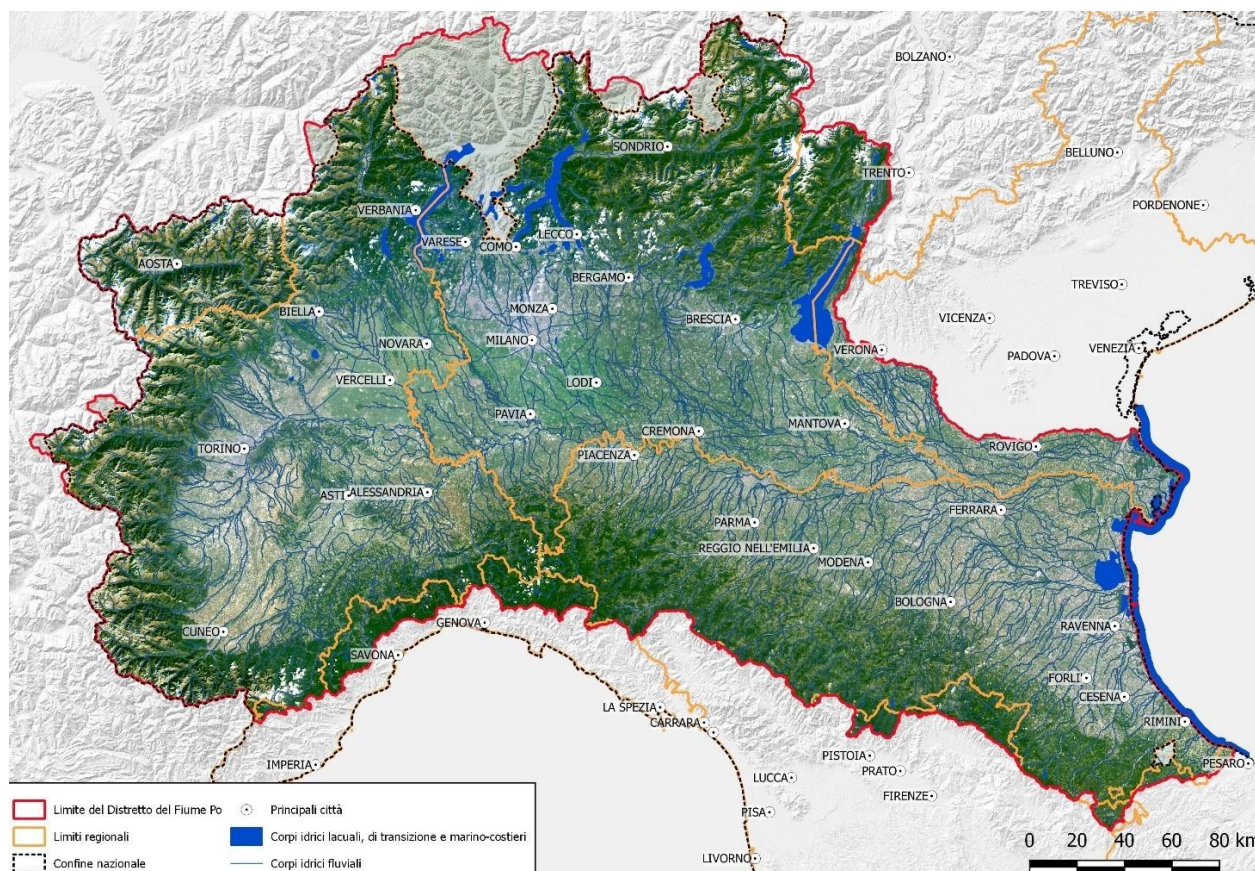 BOLZANO
BELLUNO
SONDRIO
TRENTO
PORDENONE
VERBANIA
VARESE
COMO
LECCO
AOSTA
BERGAMO
TREVISO
BIELLA
MONZA
BRESCIA
VICENZA
NOVARA
MILANO
VERONA
PADOVA
VENEZIA
VERCELLI
LODI
PAVIA
CREMONA
MANTOVA
TORINO
PIACENZA
ROVIGO
ASTI
ALESSANDRIA
FERRARA
PARMA
REGGIO NELL'EMILIA
MODENA
BOLOGNA
CUNEO
GENOVA
RAVENNA
SAVONA
FORLI'
CESENA
LA SPEZIA
CARRARA
RIMINI
IMPERIA
PISTOIA
PESARO
LUCCA
PRATO
FIRENZE
PISA
LIVORNO
Limite del Distretto del Fiume Po
Principali città
Limiti regionali
Corpi idrici lacuali, di transizione e marino-costieri
Confine nazionale
Corpi idrici fluviali
0 20 40 60 80 km